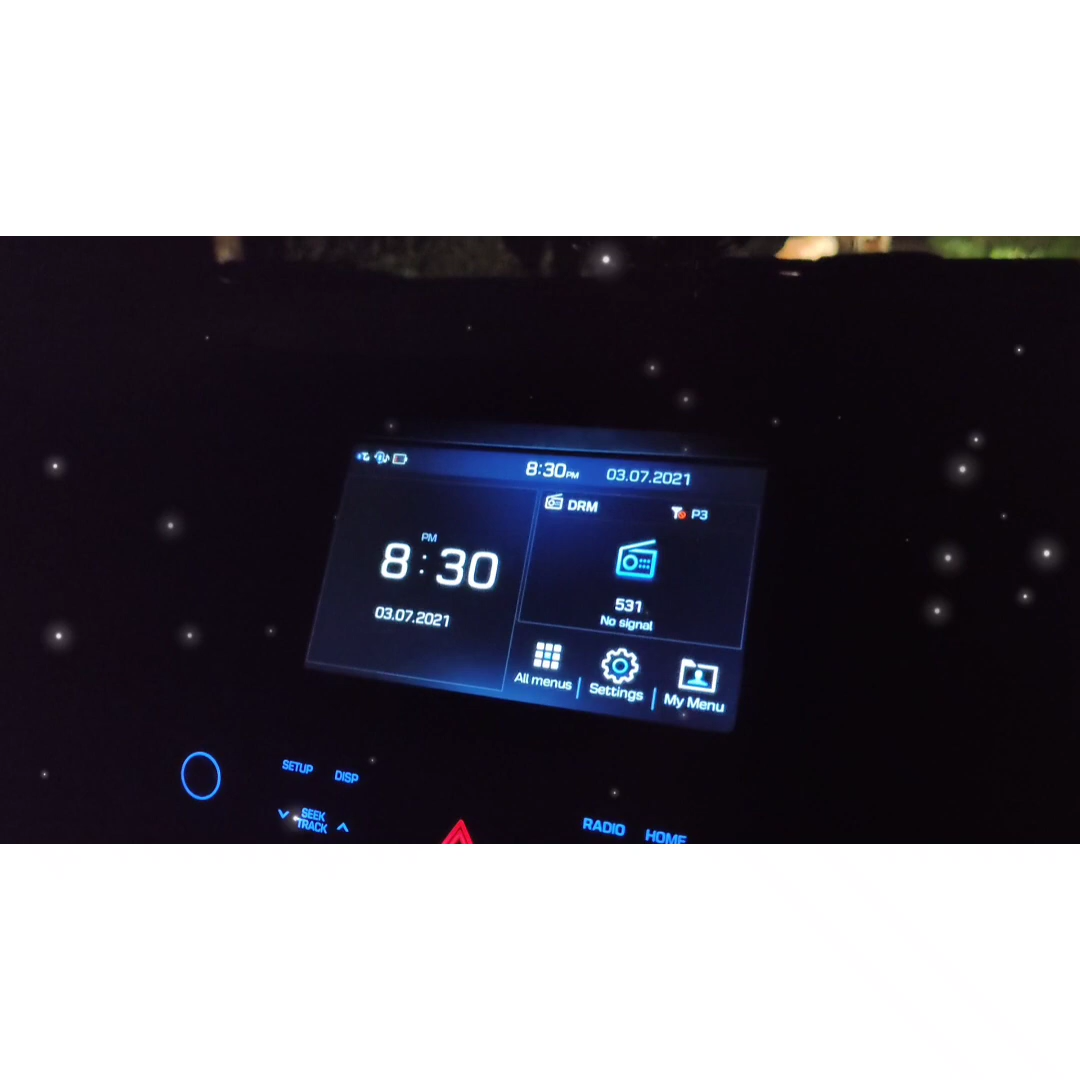 8:30PM 03.07.2021
DRM P3
PM
8:30
531
03.07.2021
No signal
All menus Settings My Menu
SETUP DISP
SEEK
TRACK
RADIO HOME